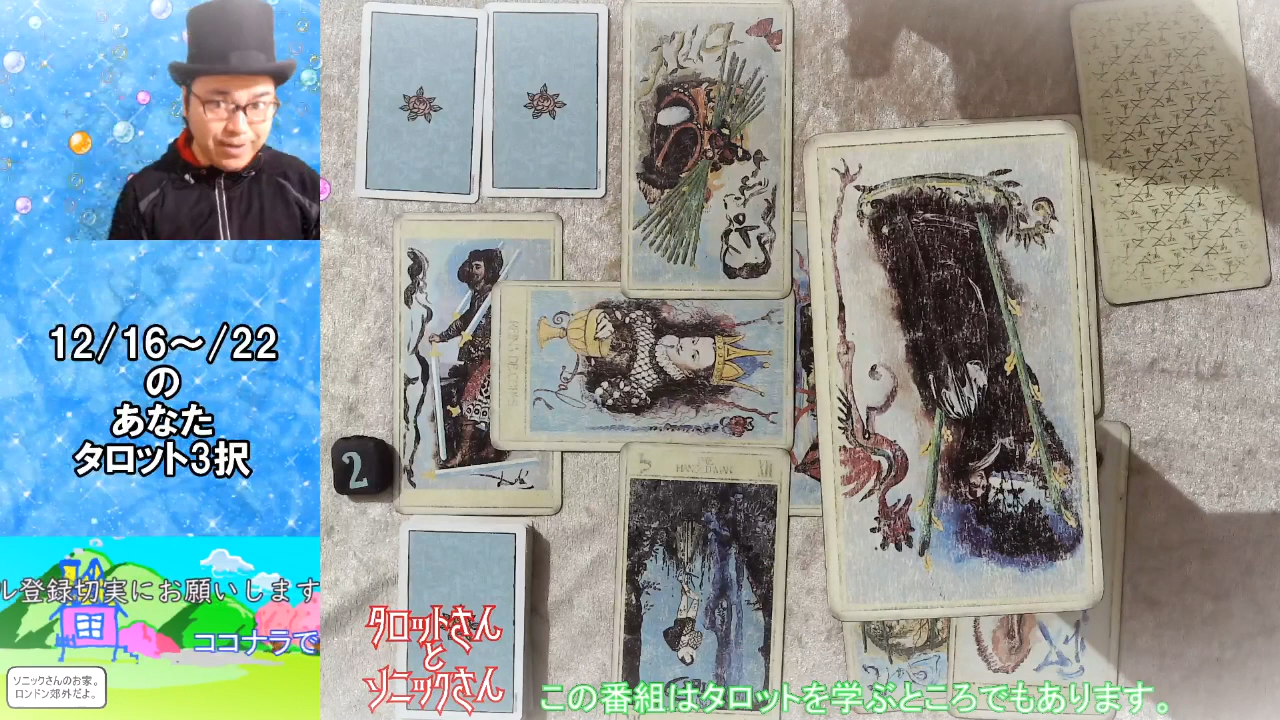 12/16～/22
の
あなた
タロット3択
ル登録切実にお願いします
ココナラで
ソニックさんのお家。
ロンドン郊外だよ。
2
THE
HANGED MAN
XII
タロットさん
と
ソニックさん
この番組はタロットを学ぶところでもあります。